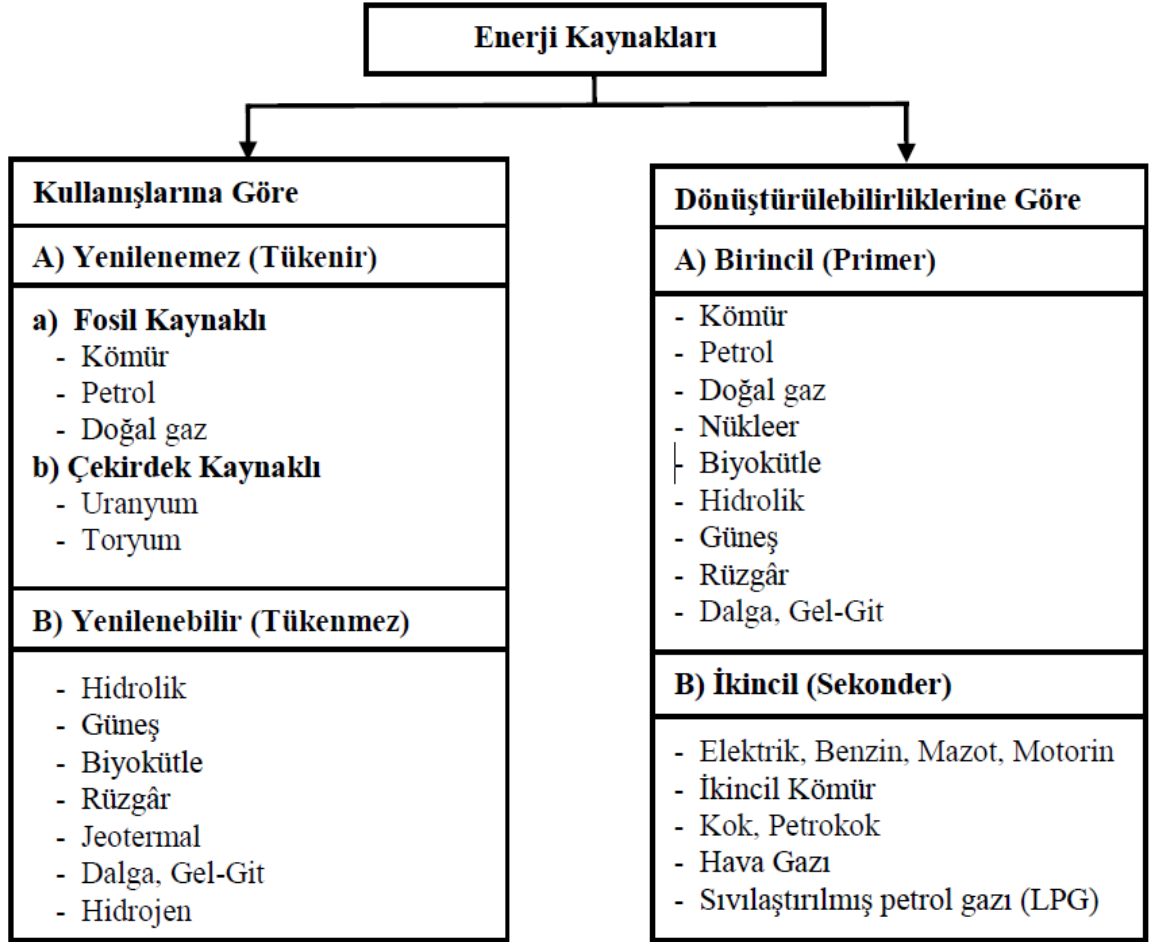 Enerji Kaynakları
Kullanışlarına Göre
A) Yenilenemez (Tükenir)
a) Fosil Kaynaklı
- Kömür
- Petrol
- Doğal gaz
b) Çekirdek Kaynaklı
- Uranyum
- Toryum
B) Yenilenebilir (Tükenmez)
- Hidrolik
- Güneş
- Biyokütle
- Rüzgâr
- Jeotermal
- Dalga, Gel-Git
- Hidrojen
Dönüştürülebilirliklerine Göre
A) Birincil (Primer)
- Kömür
- Petrol
- Doğal gaz
- Nükleer
- Biyokütle
- Hidrolik
- Güneş
- Rüzgâr
- Dalga, Gel-Git
B) İkincil (Sekonder)
- Elektrik, Benzin, Mazot, Motorin
- İkincil Kömür
- Kok, Petrokok
- Hava Gazı
- Sıvılaştırılmış petrol gazı (LPG)